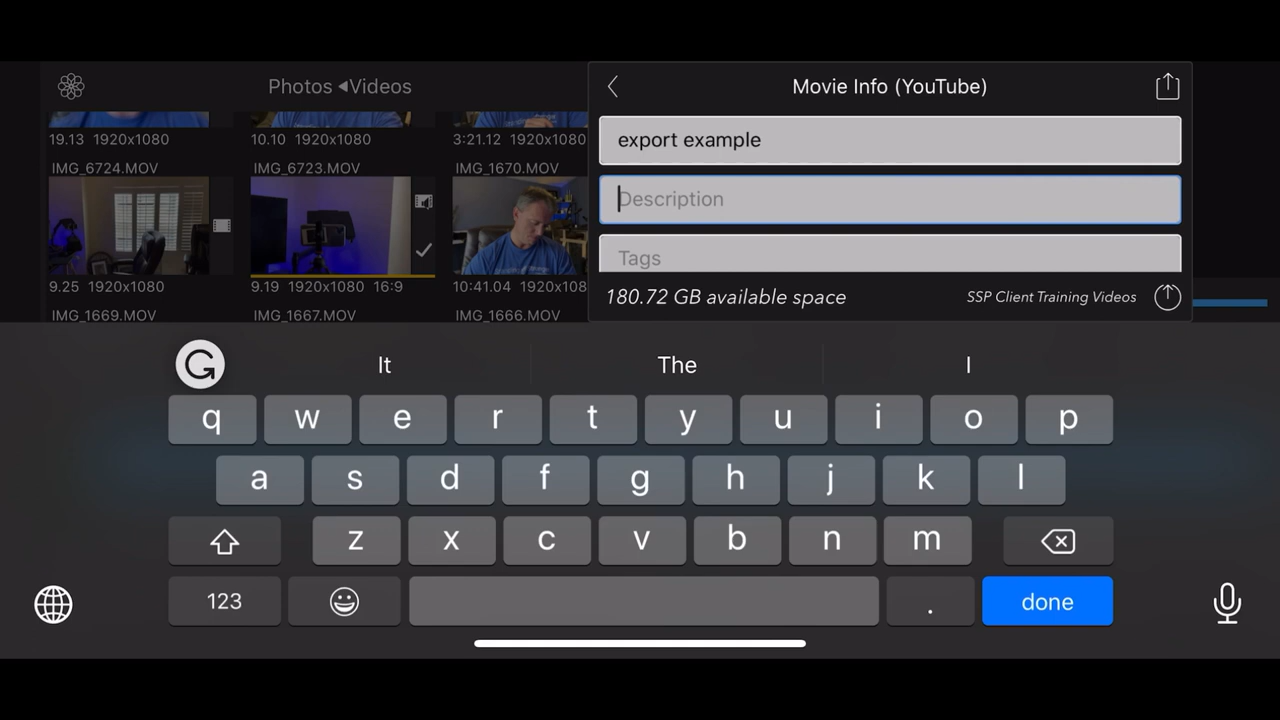 Photos ◀Videos
19.13 1920x1080
10.10 1920x1080
3:21.12 1920x1080
IMG_6724.MOV
IMG_6723.MOV
IMG_1670.MOV
9.25 1920x1080
9.19 1920x1080 16:9
10:41.04 1920x108
IMG_1669.MOV
IMG_1667.MOV
IMG_1666.MOV
Movie Info (YouTube)
export example
Description
Tags
180.72 GB available space
SSP Client Training Videos
G
It The I
q w e r t y u i o p
a s d f g h j k l
z x c v b n m
123 . done